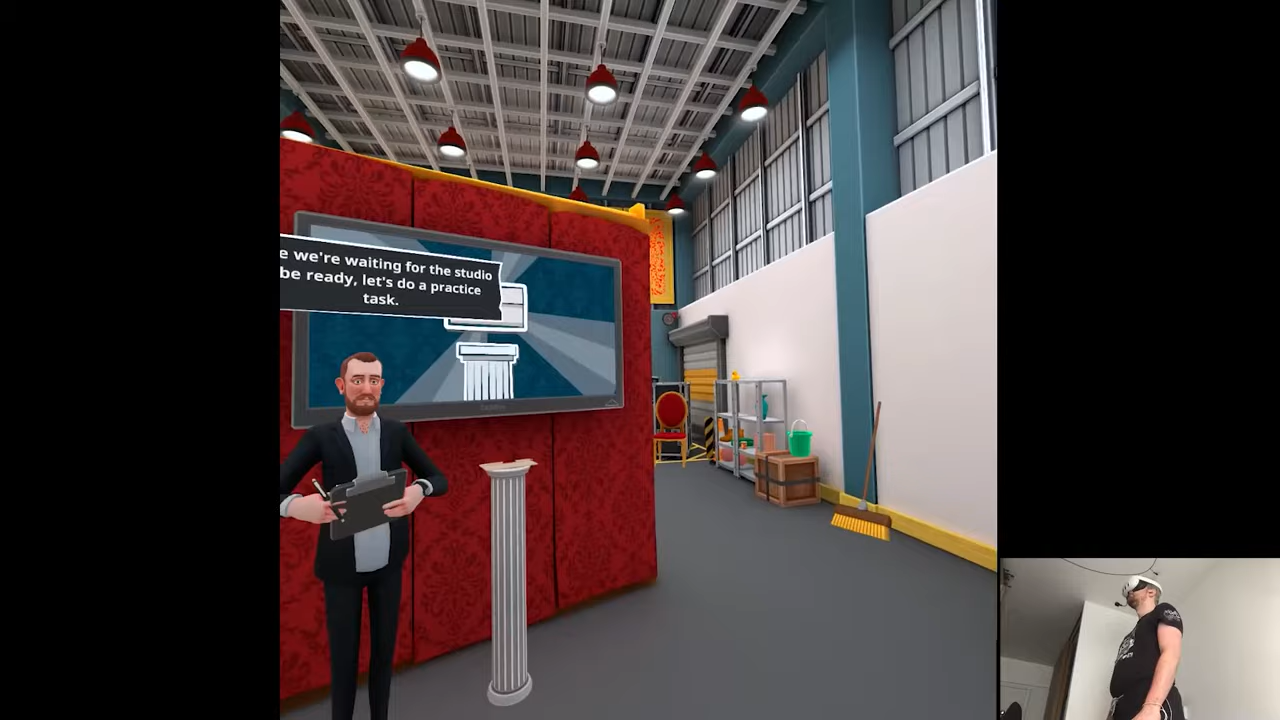 e we're waiting for the studio
be ready, let's do a practice
task.